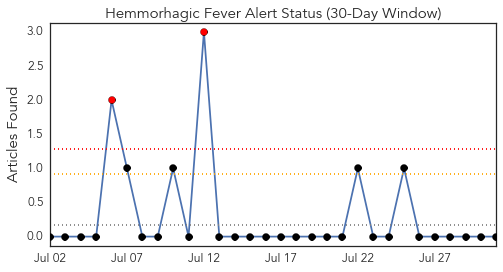 Hemmorhagic Fever Alert Status (30-Day Window)
Articles Found
3.0
2.5
2.0
1.5
1.0
0.5
0.0
Jul 02 Jul 07 Jul 12 Jul 17 Jul 22 Jul 27